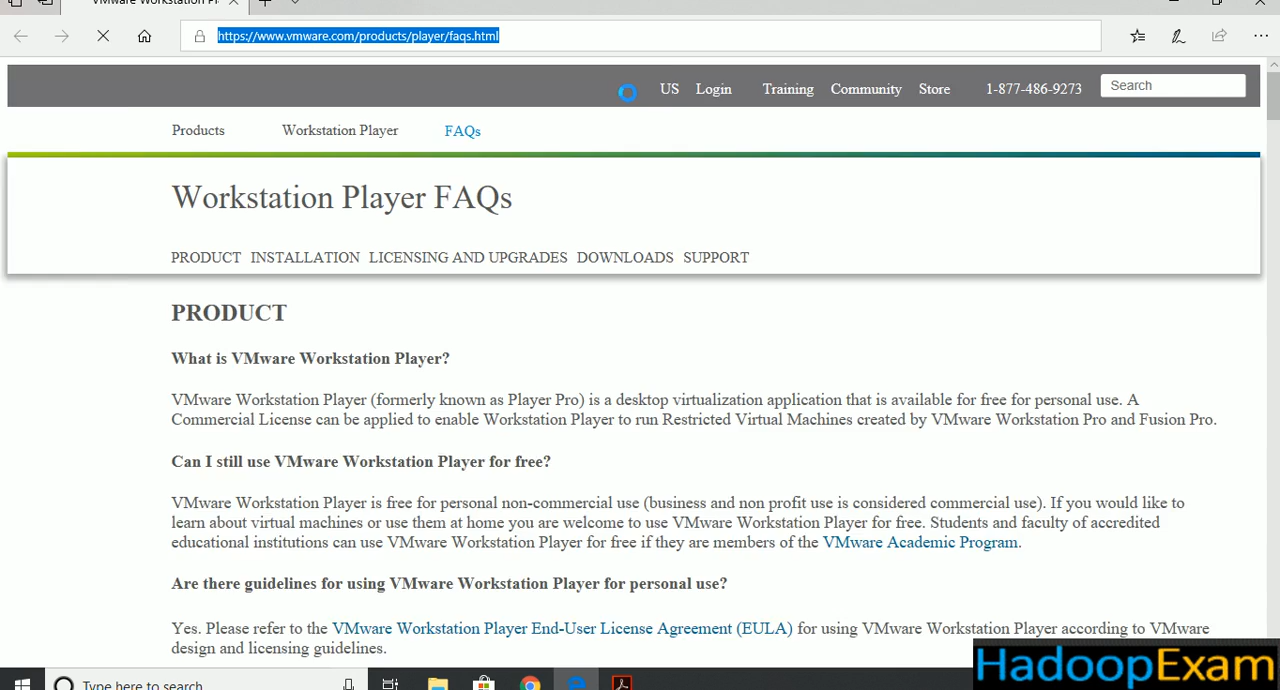 VMware Workstation Pl
https://www.vmware.com/products/player/faqs.html
US Login Training Community Store 1-877-486-9273 Search
Products Workstation Player FAQs
Workstation Player FAQs
PRODUCT INSTALLATION LICENSING AND UPGRADES DOWNLOADS SUPPORT
PRODUCT
What is VMware Workstation Player?
VMware Workstation Player (formerly known as Player Pro) is a desktop virtualization application that is available for free for personal use. A
Commercial License can be applied to enable Workstation Player to run Restricted Virtual Machines created by VMware Workstation Pro and Fusion Pro.
Can I still use VMware Workstation Player for free?
VMware Workstation Player is free for personal non-commercial use (business and non profit use is considered commercial use). If you would like to
learn about virtual machines or use them at home you are welcome to use VMware Workstation Player for free. Students and faculty of accredited
educational institutions can use VMware Workstation Player for free if they are members of the VMware Academic Program.
Are there guidelines for using VMware Workstation Player for personal use?
Yes. Please refer to the VMware Workstation Player End-User License Agreement (EULA) for using VMware Workstation Player according to VMware
design and licensing guidelines.
HadoopExam
Type here to search